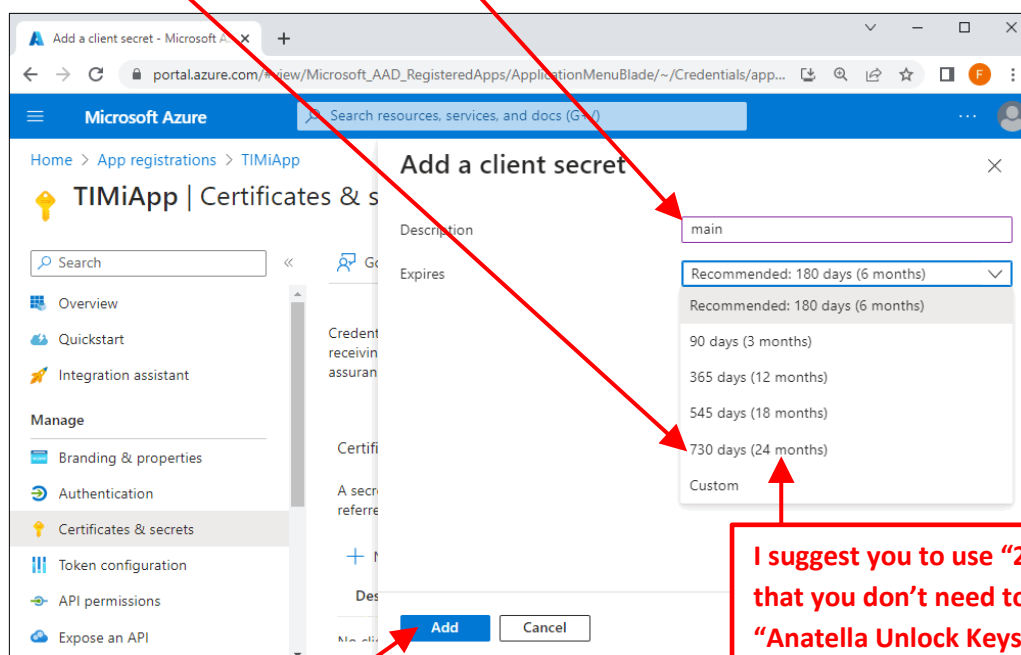 Add a client secret - Microsoft A
portal.azure.com/#view/Microsoft_AAD_RegisteredApps/ApplicationMenuBlade/~/Credentials/app...
F
Microsoft Azure
Search resources, services, and docs (G+/)
Home > App registrations > TIMiApp
TIMiApp | Certificates & s
Search
Overview
Quickstart
Integration assistant
Manage
Branding & properties
Authentication
Certificates & secrets
Token configuration
API permissions
Expose an API
Credent
receivin
assuran
Certifi
A secr
referre
Des
Add a client secret
Description
main
Expires
Recommended: 180 days (6 months)
Recommended: 180 days (6 months)
90 days (3 months)
365 days (12 months)
545 days (18 months)
730 days (24 months)
Custom
Add
Cancel
I suggest you to use “2
that you don’t need to
“Anatella Unlock Keys